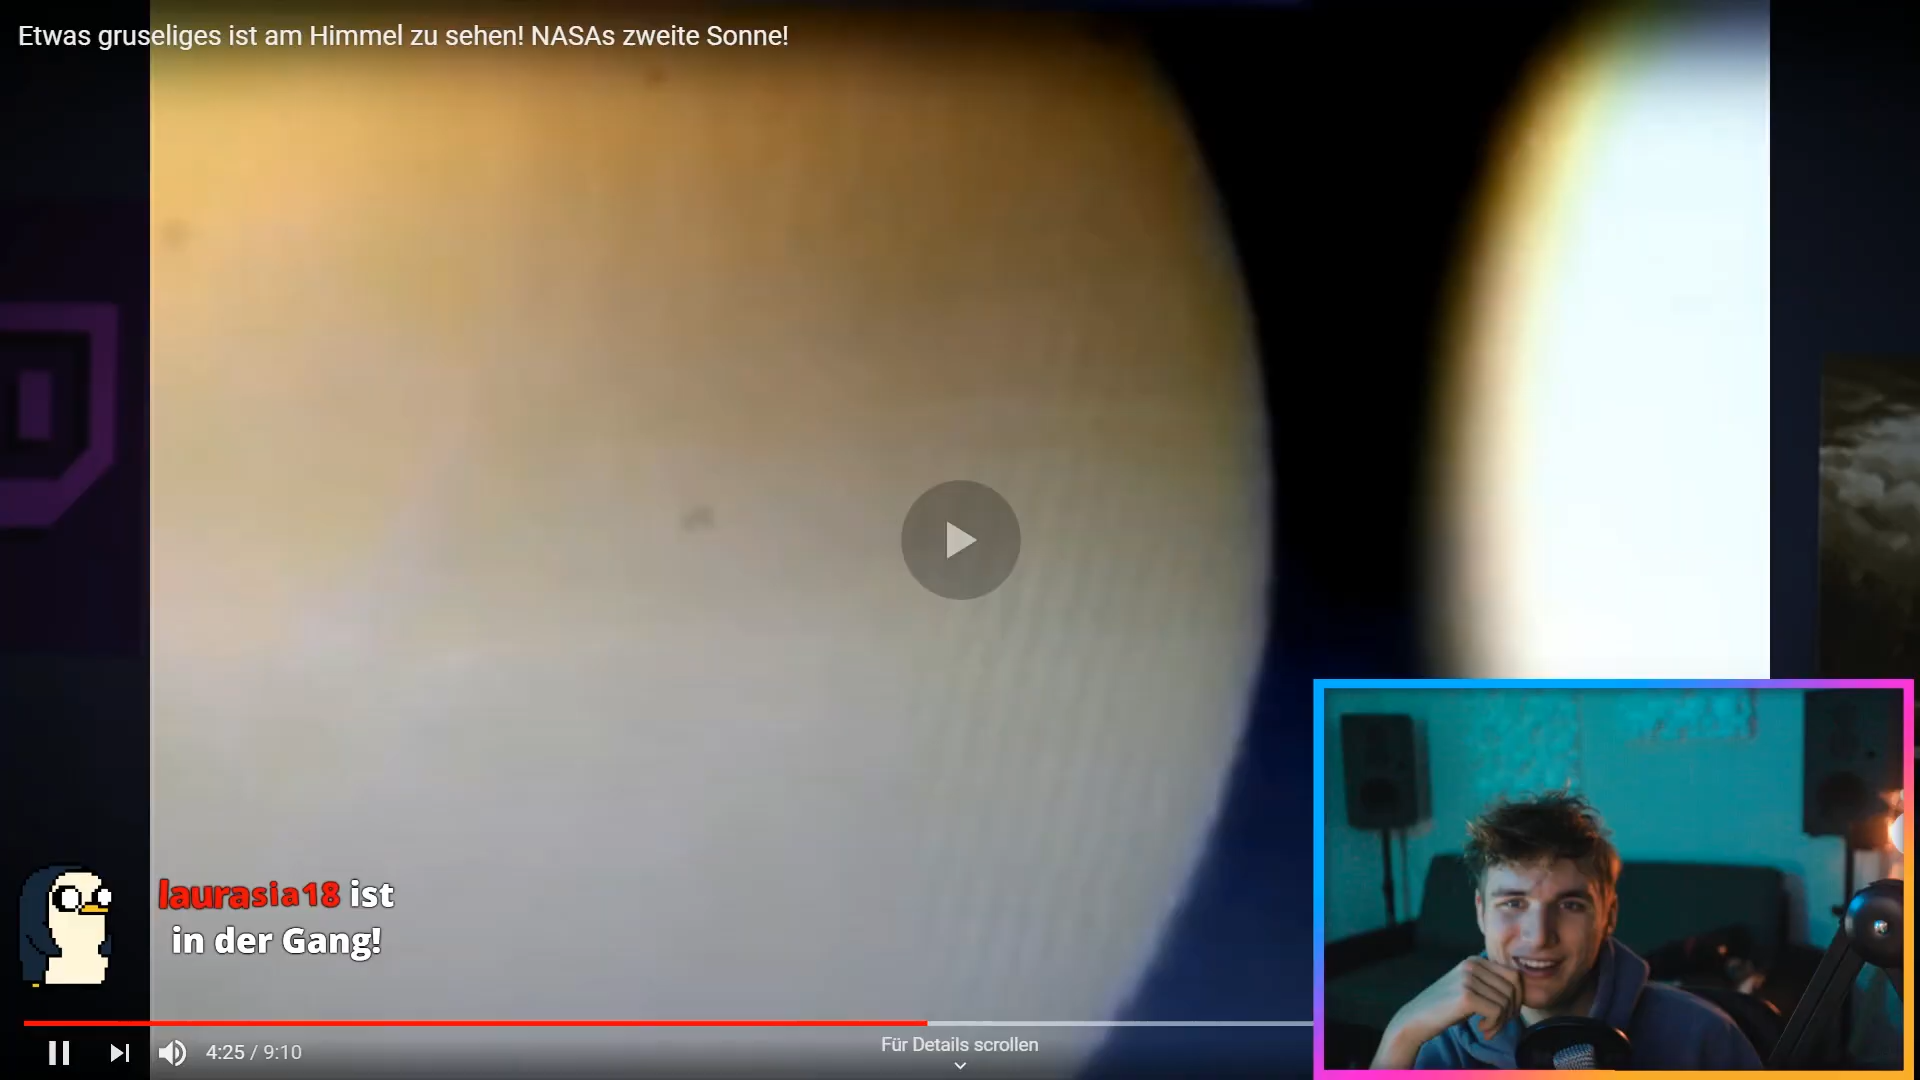 Etwas gruseliges ist am Himmel zu sehen! NASAs zweite Sonne!
laurasia18 ist
in der Gang!
4:25 / 9:10
Für Details scrollen